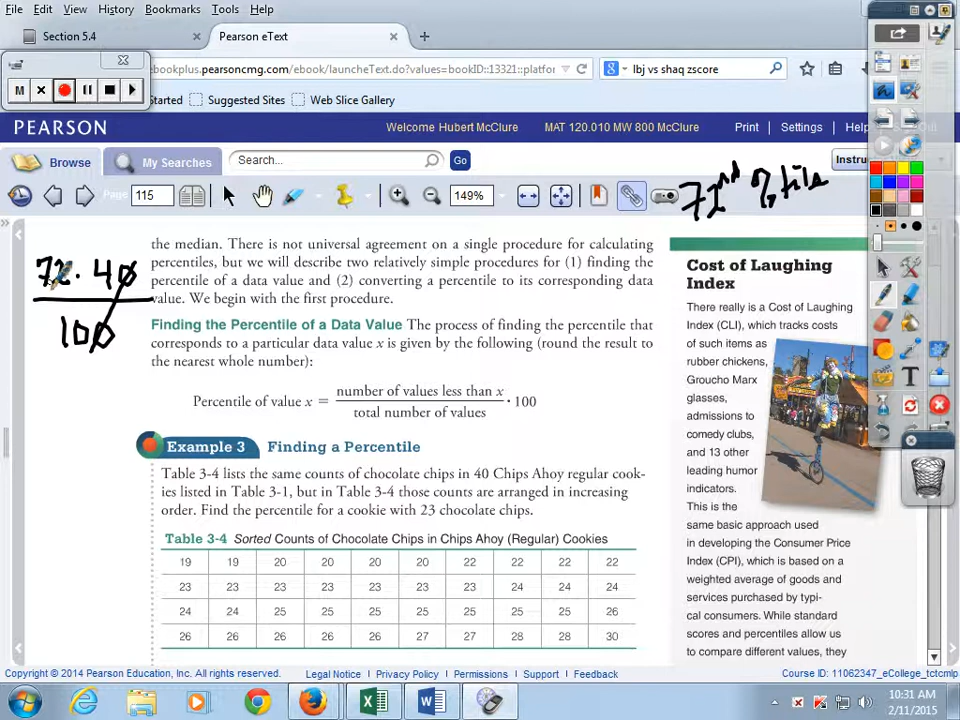 File Edit View History Bookmarks Tools Help
Section 5.4 × Pearson eText × +
ebookplus.pearsoncmg.com/ebook/launcheText.do?values=bookID::13321::platfor lbj vs shaq zscore
M Started Suggested Sites Web Slice Gallery
PEARSON Welcome Hubert McClure MAT 120.010 MW 800 McClure Print Settings Help
Browse My Searches Search... Go Instru
Page 115 149%
72nd %tile
the median. There is not universal agreement on a single procedure for calculating
percentiles, but we will describe two relatively simple procedures for (1) finding the
percentile of a data value and (2) converting a percentile to its corresponding data
value. We begin with the first procedure.
72 · 40
100
Finding the Percentile of a Data Value The process of finding the percentile that
corresponds to a particular data value x is given by the following (round the result to
the nearest whole number):
Percentile of value x = number of values less than x / total number of values · 100
Example 3 Finding a Percentile
Table 3-4 lists the same counts of chocolate chips in 40 Chips Ahoy regular cook-
ies listed in Table 3-1, but in Table 3-4 those counts are arranged in increasing
order. Find the percentile for a cookie with 23 chocolate chips.
Table 3-4 Sorted Counts of Chocolate Chips in Chips Ahoy (Regular) Cookies
19 19 20 20 20 20 22 22 22 22
23 23 23 23 23 23 23 24 24 24
24 24 25 25 25 25 25 25 25 26
26 26 26 26 26 27 27 28 28 30
Cost of Laughing
Index
There really is a Cost of Laughing
Index (CLI), which tracks costs
of such items as
rubber chickens,
Groucho Marx
glasses,
admissions to
comedy clubs,
and 13 other
leading humor
indicators.
This is the
same basic approach used
in developing the Consumer Price
Index (CPI), which is based on a
weighted average of goods and
services purchased by typi-
cal consumers. While standard
scores and percentiles allow us
to compare different values, they
Copyright © 2014 Pearson Education, Inc. All rights reserved. Legal Notice | Privacy Policy | Permissions | Support | Feedback Course ID: 11062347_eCollege_tctcmlp
10:31 AM
2/11/2015